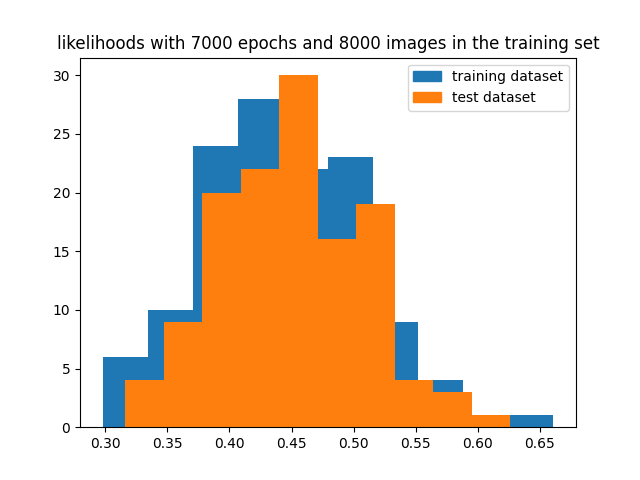 likelihoods with 7000 epochs and 8000 images in the training set
training dataset
test dataset
30
25
20
15
10
5
0
0.30 0.35 0.40 0.45 0.50 0.55 0.60 0.65